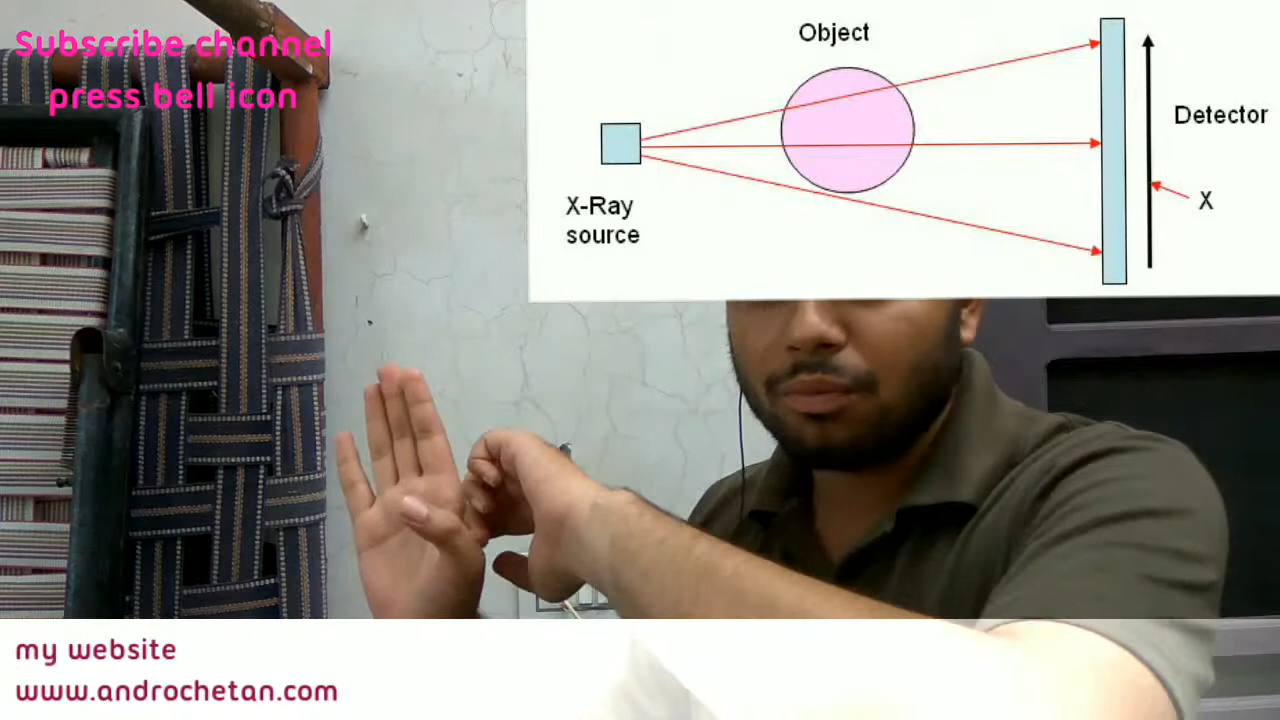 Subscribe channel
press bell icon
Object
Detector
X-Ray
source
X
my website
www.androchetan.com